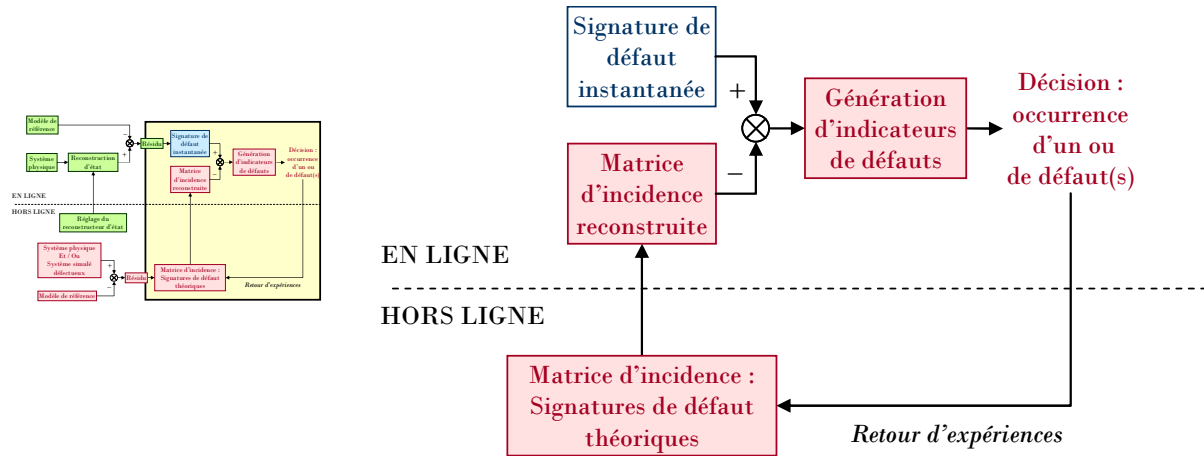 Modèle de
référence
Système
physique
Reconstruction
d'état
−
+
Résidu
Signature de
défaut
instantanée
Matrice
d'incidence
reconstruite
+
−
Génération
d'indicateurs
de défauts
Décision :
occurrence
d'un ou
de défaut(s)
EN LIGNE
HORS LIGNE
Réglage du
reconstructeur d'état
Système physique
Et / Ou
Système simulé
défectueux
+
−
Modèle de référence
Résidu
Matrice d'incidence :
Signatures de défaut
théoriques
Retour d'expériences
Signature de
défaut
instantanée
+
−
Matrice
d'incidence
reconstruite
Génération
d'indicateurs
de défauts
Décision :
occurrence
d'un ou
de défaut(s)
EN LIGNE
HORS LIGNE
Matrice d'incidence :
Signatures de défaut
théoriques
Retour d'expériences